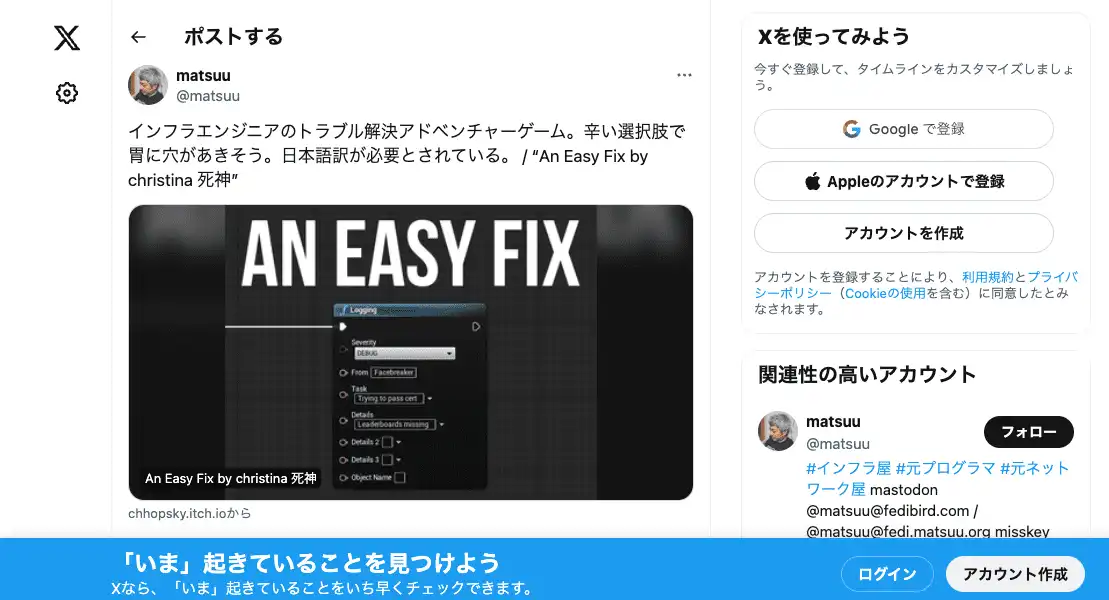 ポストする
matsuu
@matsuu
インフラエンジニアのトラブル解決アドベンチャーゲーム。辛い選択肢で
胃に穴があきそう。日本語訳が必要とされている。 / “An Easy Fix by
christina 死神”
AN EASY FIX
Logging
Severity
DEBUG
From Facebreaker
Task
Trying to pass cert
Details
Leaderboards missing
Details 2
Details 3
Object Name
An Easy Fix by christina 死神
chhopsky.itch.ioから
Xを使ってみよう
今すぐ登録して、タイムラインをカスタマイズしましょ
う。
Google で登録
Appleのアカウントで登録
アカウントを作成
アカウントを登録することにより、利用規約とプライバ
シーポリシー（Cookieの使用を含む）に同意したとみ
なされます。
関連性の高いアカウント
matsuu
@matsuu
フォロー
#インフラ屋 #元プログラマ #元ネット
ワーク屋 mastodon
@matsuu@fedibird.com /
@matsuu@fedi.matsuu.org misskey
「いま」起きていることを見つけよう
Xなら、「いま」起きていることをいち早くチェックできます。
ログイン
アカウント作成